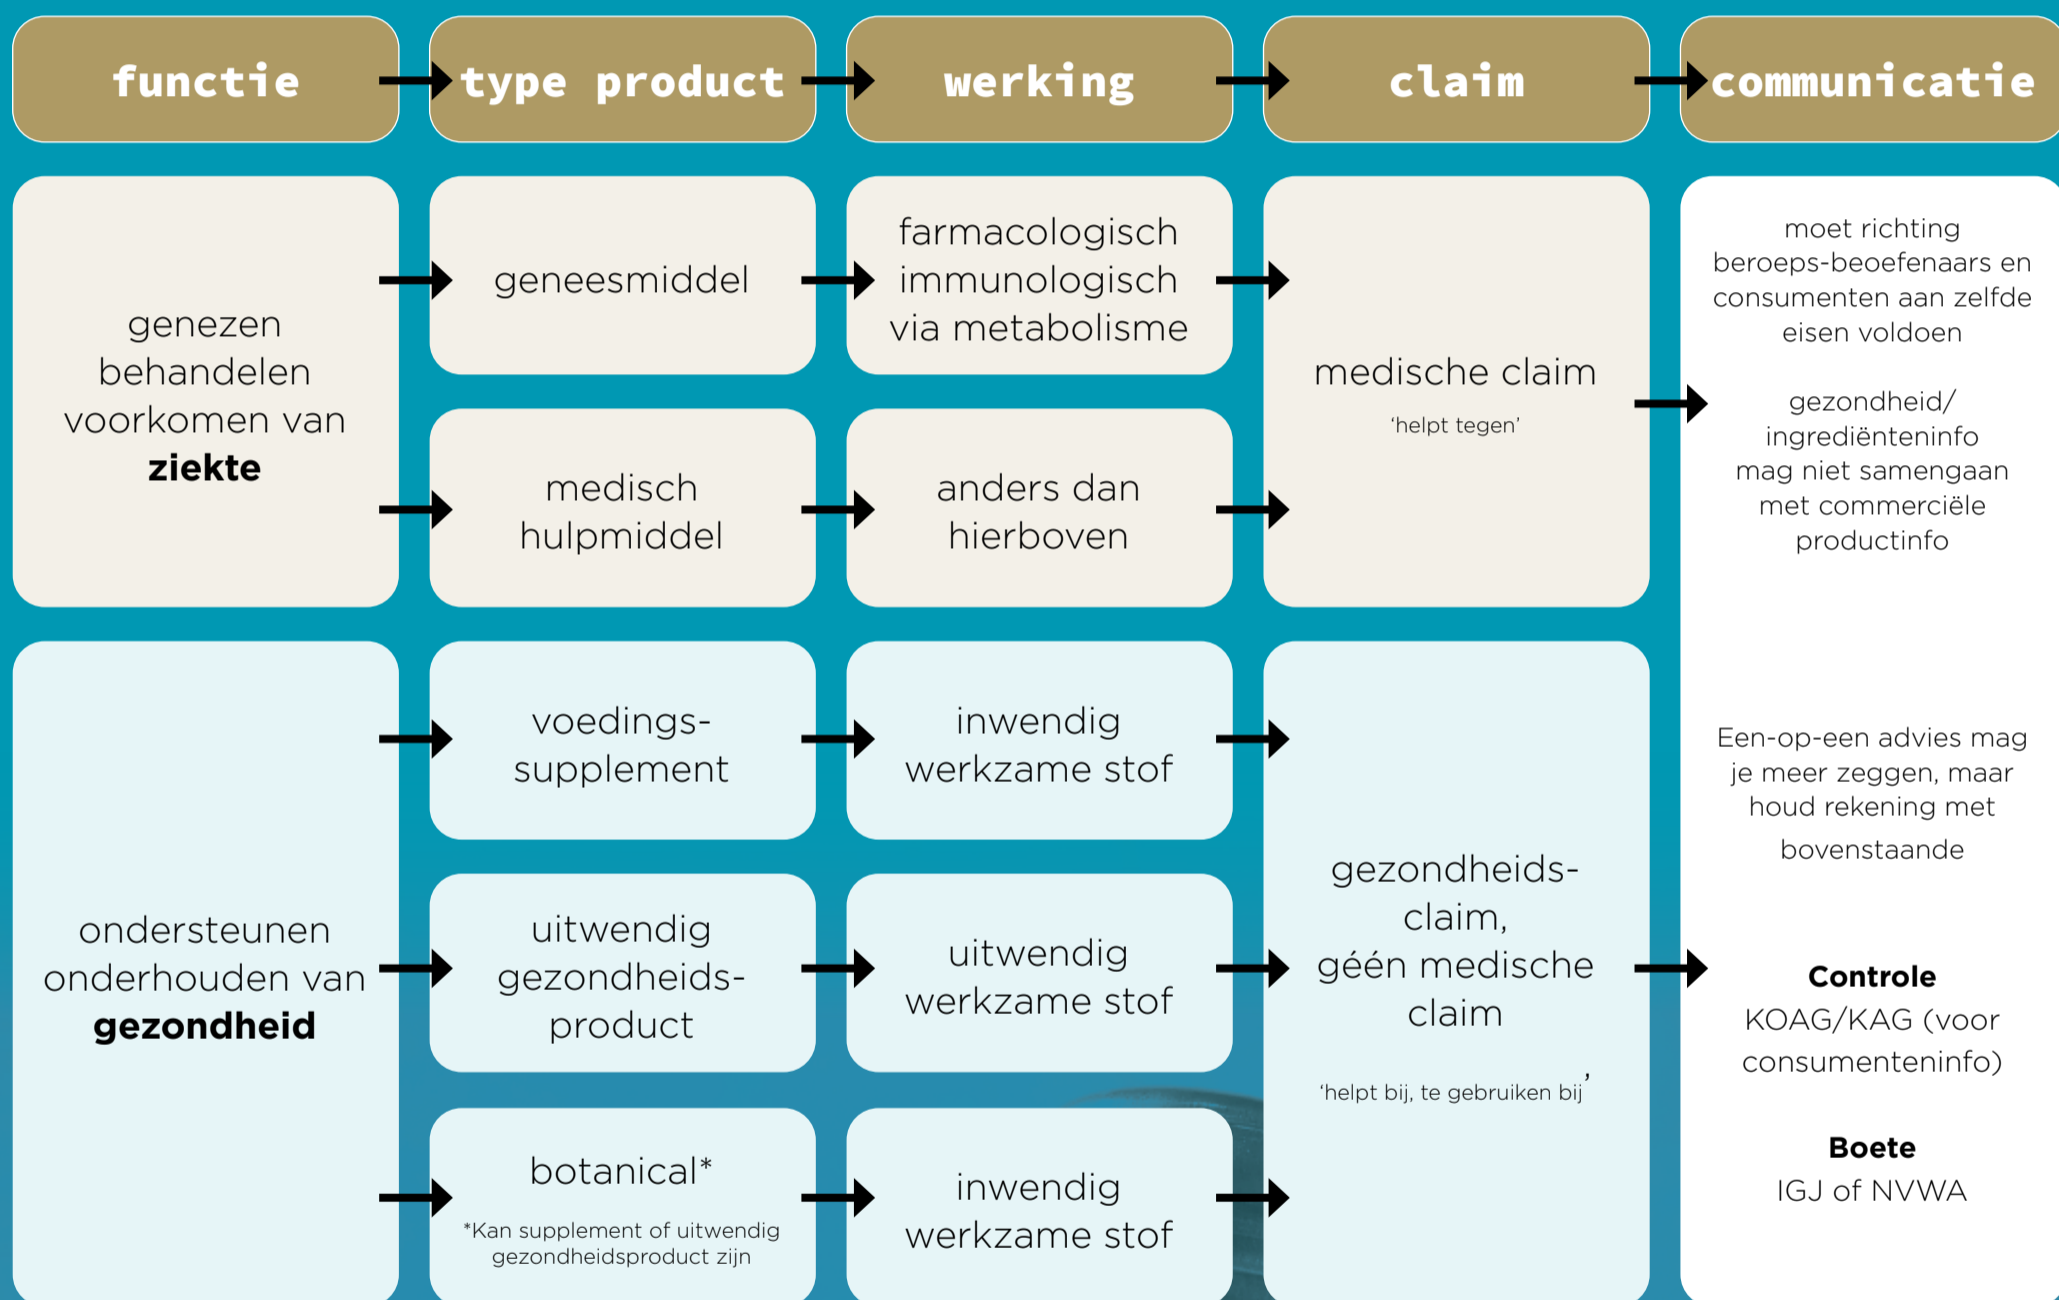 functie
type product
werking
claim
communicatie
genezen
behandelen
voorkomen van
ziekte
geneesmiddel
farmacologisch
immunologisch
via metabolisme
medisch
hulpmiddel
anders dan
hierboven
medische claim
‘helpt tegen’
moet richting
beroeps-beoefenaars en
consumenten aan zelfde
eisen voldoen
gezondheid/
ingrediënteninfo
mag niet samengaan
met commerciële
productinfo
ondersteunen
onderhouden van
gezondheid
voedings-
supplement
inwendig
werkzame stof
uitwendig
gezondheids-
product
uitwendig
werkzame stof
botanical*
*Kan supplement of uitwendig
gezondheidsproduct zijn
inwendig
werkzame stof
gezondheids-
claim,
géén medische
claim
‘helpt bij, te gebruiken bij’
Een-op-een advies mag
je meer zeggen, maar
houd rekening met
bovenstaande
Controle
KOAG/KAG (voor
consumenteninfo)
Boete
IGJ of NVWA